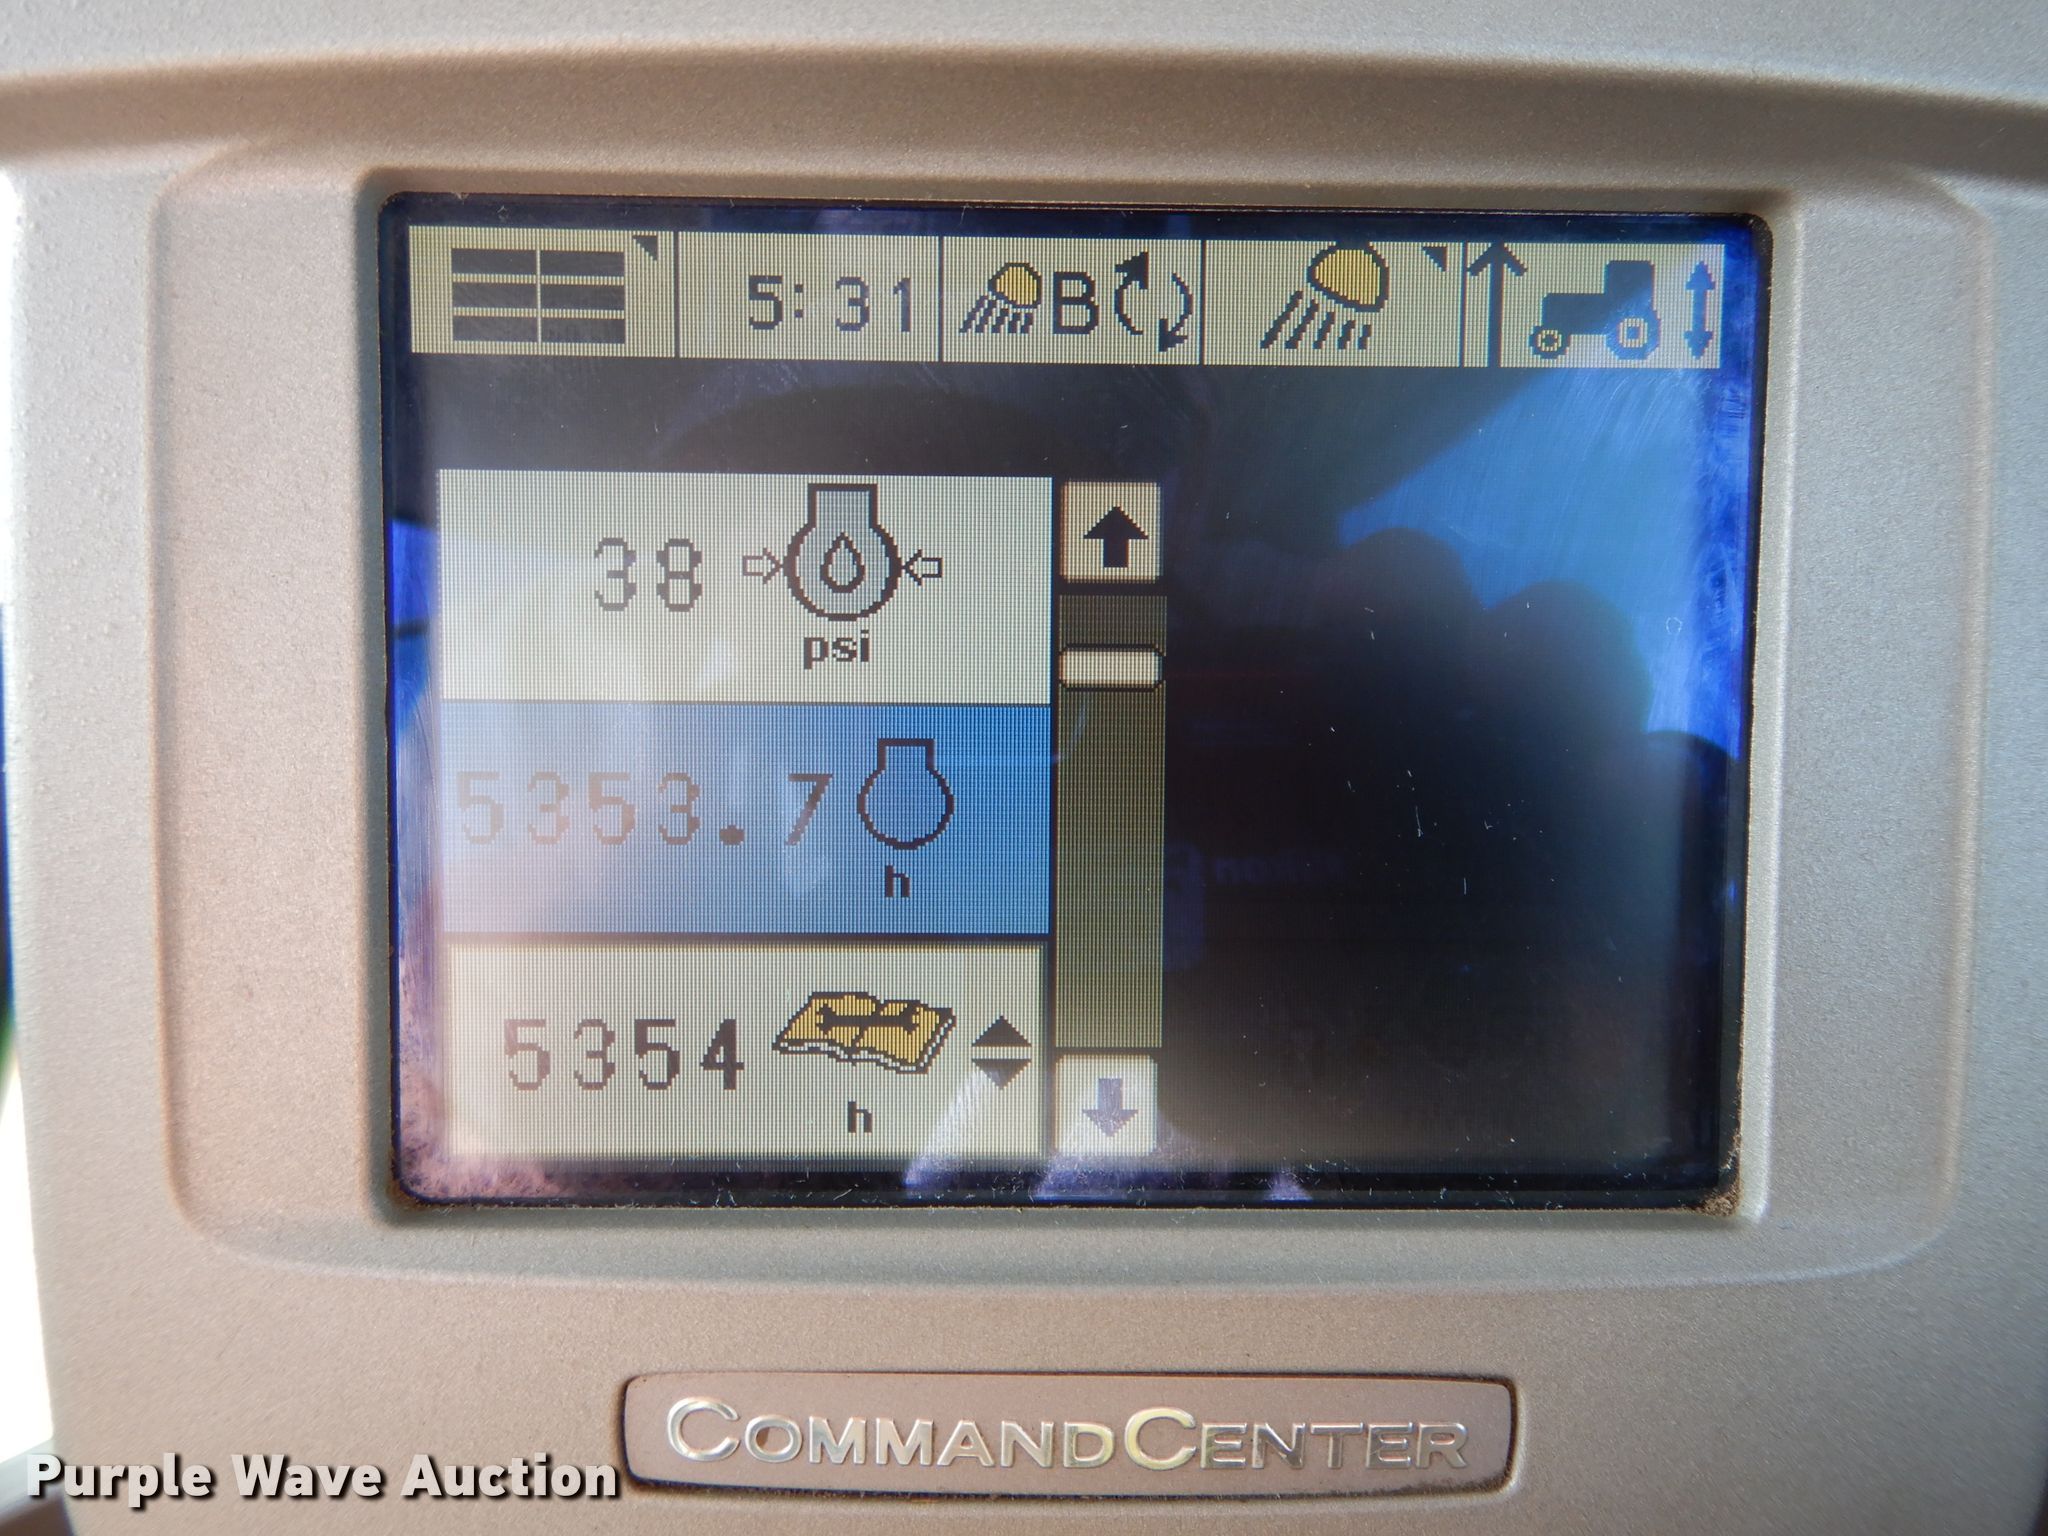 5:31 B
38
psi
5353.7
h
5354
h
COMMANDCENTER
Purple Wave Auction